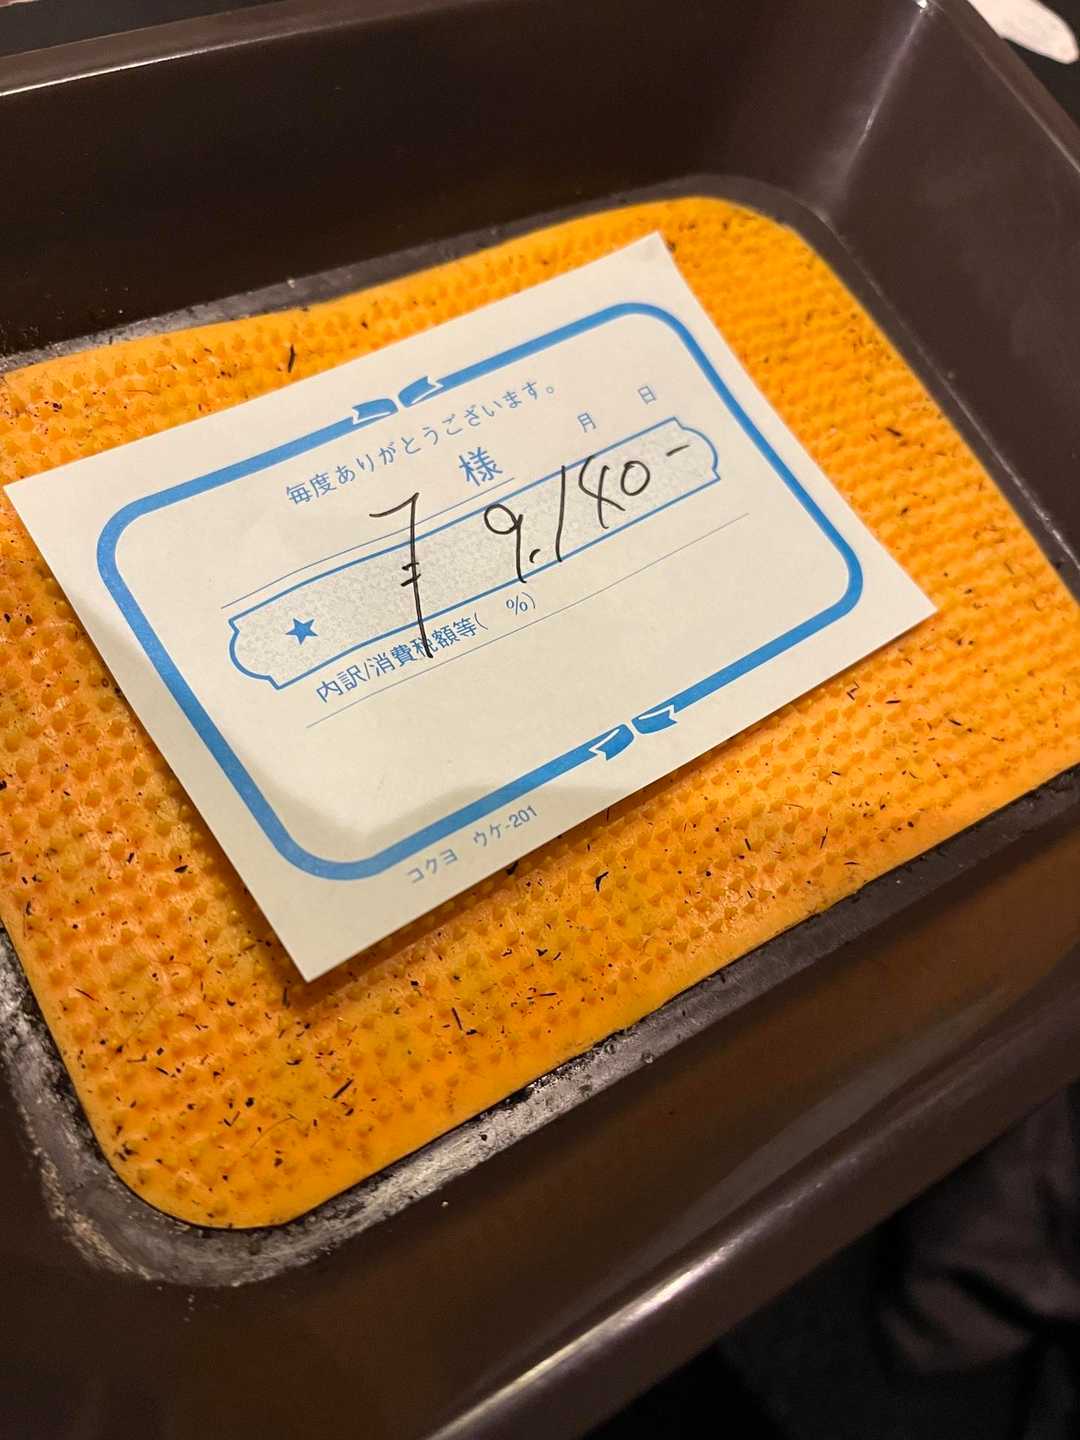 毎度ありがとうございます。
月 日
様
★ ¥ 9,140-
内訳/消費税額等( %)
コクヨ ウケ-201